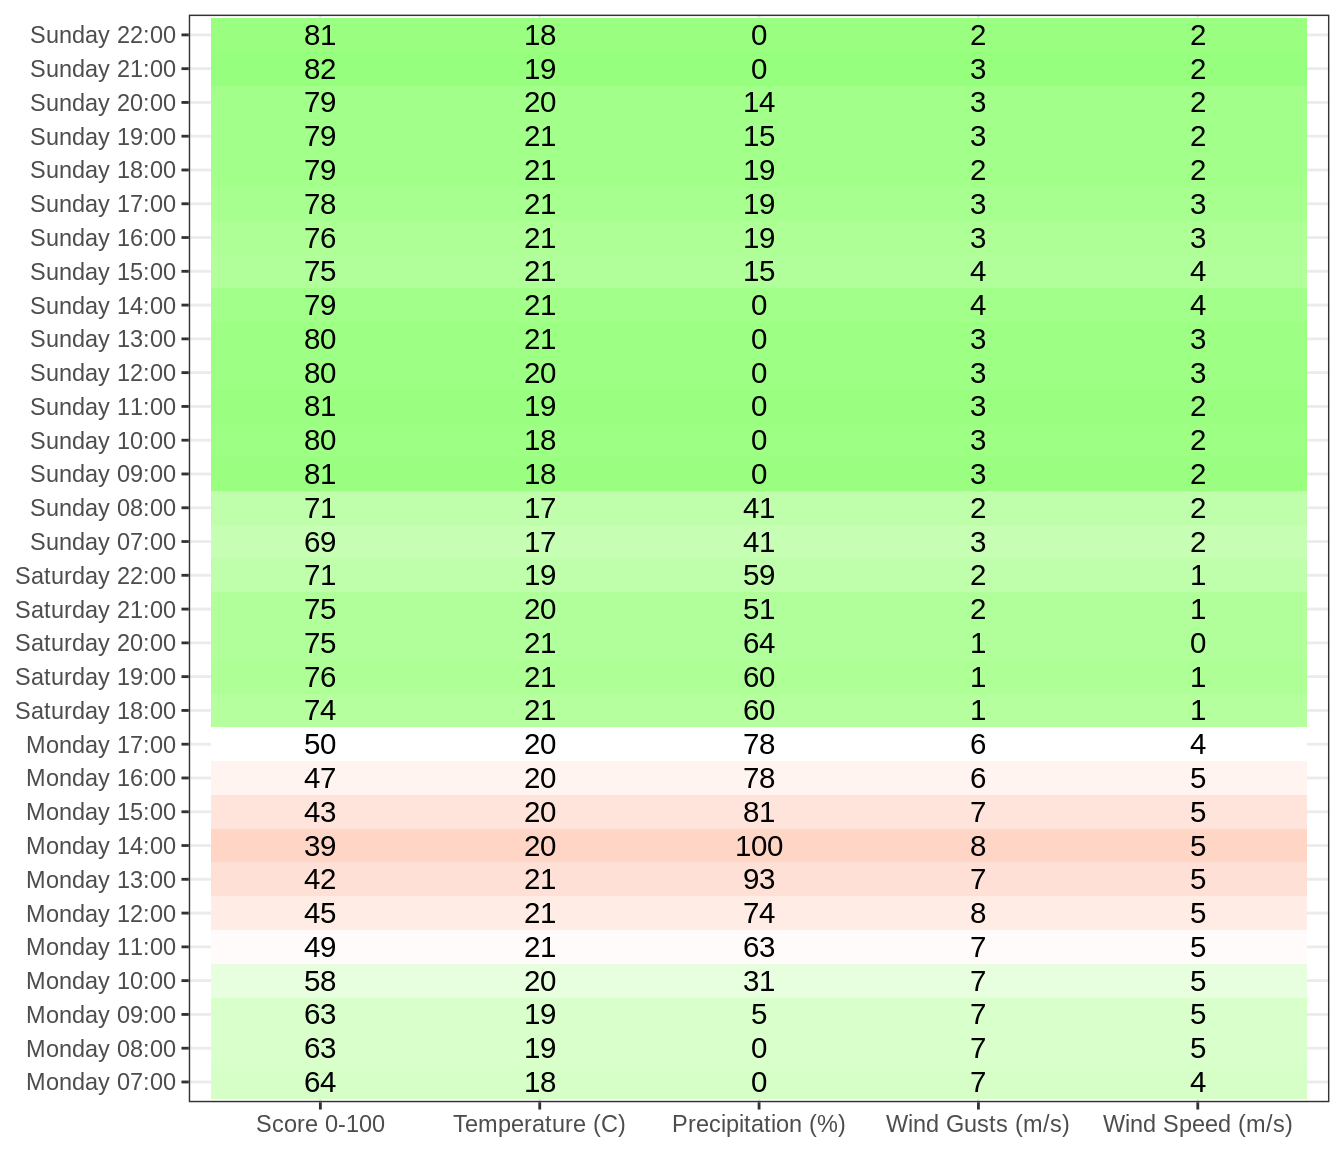 Sunday 22:00 81 18 0 2 2
Sunday 21:00 82 19 0 3 2
Sunday 20:00 79 20 14 3 2
Sunday 19:00 79 21 15 3 2
Sunday 18:00 79 21 19 2 2
Sunday 17:00 78 21 19 3 3
Sunday 16:00 76 21 19 3 3
Sunday 15:00 75 21 15 4 4
Sunday 14:00 79 21 0 4 4
Sunday 13:00 80 21 0 3 3
Sunday 12:00 80 20 0 3 3
Sunday 11:00 81 19 0 3 2
Sunday 10:00 80 18 0 3 2
Sunday 09:00 81 18 0 3 2
Sunday 08:00 71 17 41 2 2
Sunday 07:00 69 17 41 3 2
Saturday 22:00 71 19 59 2 1
Saturday 21:00 75 20 51 2 1
Saturday 20:00 75 21 64 1 0
Saturday 19:00 76 21 60 1 1
Saturday 18:00 74 21 60 1 1
Monday 17:00 50 20 78 6 4
Monday 16:00 47 20 78 6 5
Monday 15:00 43 20 81 7 5
Monday 14:00 39 20 100 8 5
Monday 13:00 42 21 93 7 5
Monday 12:00 45 21 74 8 5
Monday 11:00 49 21 63 7 5
Monday 10:00 58 20 31 7 5
Monday 09:00 63 19 5 7 5
Monday 08:00 63 19 0 7 5
Monday 07:00 64 18 0 7 4
Score 0-100 Temperature (C) Precipitation (%) Wind Gusts (m/s) Wind Speed (m/s)